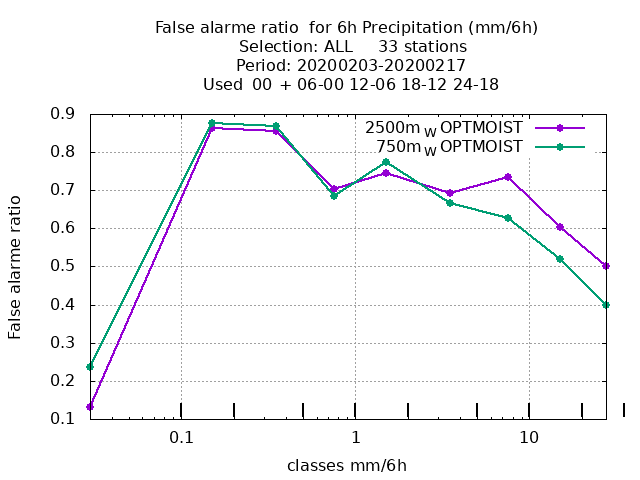 False alarme ratio  for 6h Precipitation (mm/6h)
Selection: ALL     33 stations
Period: 20200203-20200217
Used  00  + 06-00 12-06 18-12 24-18
2500m W OPTMOIST
750m W OPTMOIST
0.9
0.8
0.7
0.6
0.5
0.4
0.3
0.2
0.1
False alarme ratio
0.1 1 10
classes mm/6h